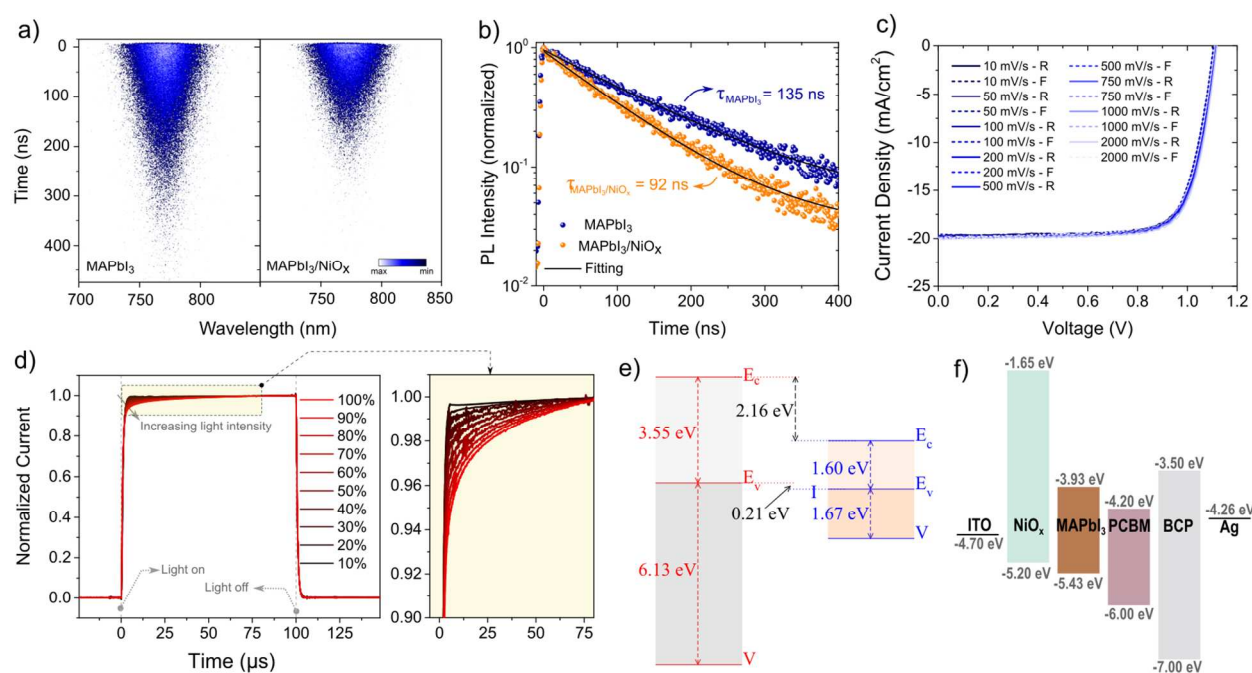 a)
0
100
200
300
400
Time (ns)
MAPbI₃
MAPbI₃/NiOₓ
max min
700 750 800 750 800 850
Wavelength (nm)
b)
10⁰
10⁻¹
10⁻²
PL Intensity (normalized)
τMAPbI₃ = 135 ns
τMAPbI₃/NiOₓ = 92 ns
MAPbI₃
MAPbI₃/NiOₓ
Fitting
0 100 200 300 400
Time (ns)
c)
0
-5
-10
-15
-20
-25
Current Density (mA/cm²)
10 mV/s - R
10 mV/s - F
50 mV/s - R
50 mV/s - F
100 mV/s - R
100 mV/s - F
200 mV/s - R
200 mV/s - F
500 mV/s - R
500 mV/s - F
750 mV/s - R
750 mV/s - F
1000 mV/s - R
1000 mV/s - F
2000 mV/s - R
2000 mV/s - F
0.0 0.2 0.4 0.6 0.8 1.0
Voltage (V)
d)
1.0
0.8
0.6
0.4
0.2
0.0
Normalized Current
Increasing light intensity
100%
90%
80%
70%
60%
50%
40%
30%
20%
10%
Light on
Light off
0 25 50 75 100 125
Time (µs)
1.00
0.98
0.96
0.94
0.92
0.90
0 25 50 75
e)
Ec
2.16 eV
3.55 eV
Ec
1.60 eV
Ev
Ev
I
0.21 eV
1.67 eV
V
6.13 eV
V
f)
-1.65 eV
-3.50 eV
-3.93 eV
-4.20 eV
-4.26 eV
ITO NiOₓ MAPbI₃ PCBM BCP Ag
-4.70 eV
-5.20 eV
-5.43 eV
-6.00 eV
-7.00 eV